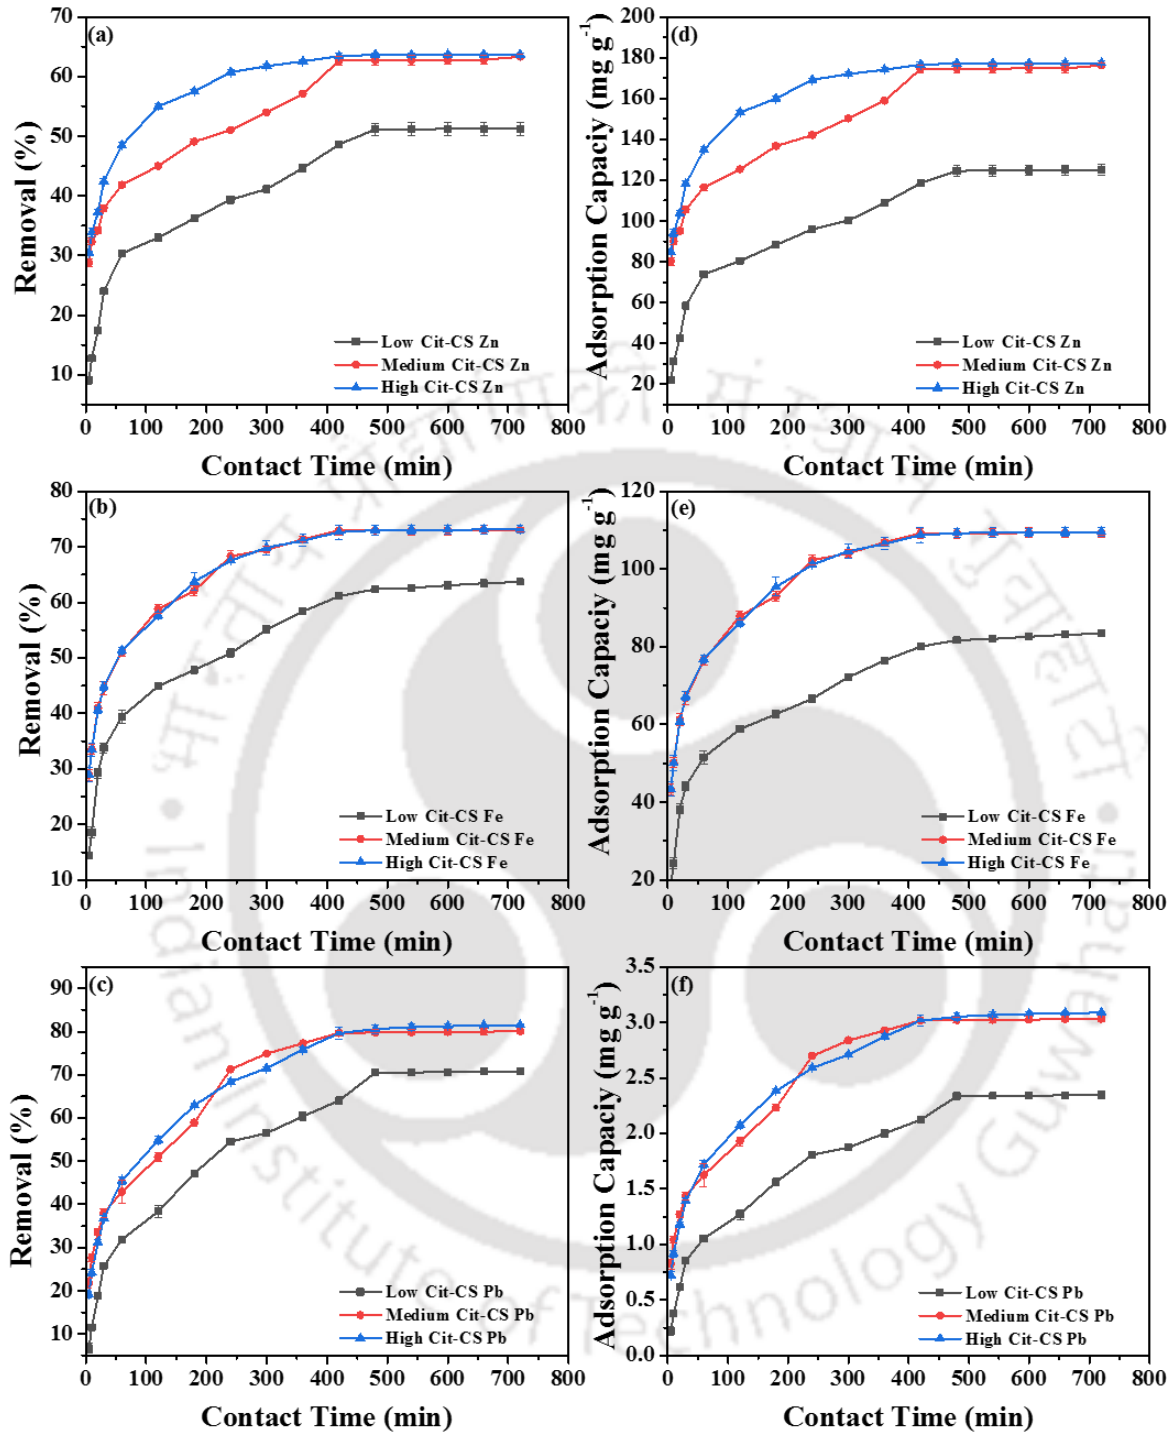 (a)
Removal (%)
70
60
50
40
30
20
10
Low Cit-CS Zn
Medium Cit-CS Zn
High Cit-CS Zn
0 100 200 300 400 500 600 700 800
Contact Time (min)
(d)
Adsorption Capaciy (mg g⁻¹)
200
180
160
140
120
100
80
60
40
20
Low Cit-CS Zn
Medium Cit-CS Zn
High Cit-CS Zn
0 100 200 300 400 500 600 700 800
Contact Time (min)
(b)
Removal (%)
80
70
60
50
40
30
20
10
Low Cit-CS Fe
Medium Cit-CS Fe
High Cit-CS Fe
0 100 200 300 400 500 600 700 800
Contact Time (min)
(e)
Adsorption Capaciy (mg g⁻¹)
120
100
80
60
40
20
Low Cit-CS Fe
Medium Cit-CS Fe
High Cit-CS Fe
0 100 200 300 400 500 600 700 800
Contact Time (min)
(c)
Removal (%)
90
80
70
60
50
40
30
20
10
Low Cit-CS Pb
Medium Cit-CS Pb
High Cit-CS Pb
0 100 200 300 400 500 600 700 800
Contact Time (min)
(f)
Adsorption Capaciy (mg g⁻¹)
3.5
3.0
2.5
2.0
1.5
1.0
0.5
0.0
Low Cit-CS Pb
Medium Cit-CS Pb
High Cit-CS Pb
0 100 200 300 400 500 600 700 800
Contact Time (min)
Indian Institute of Technology Guwahati